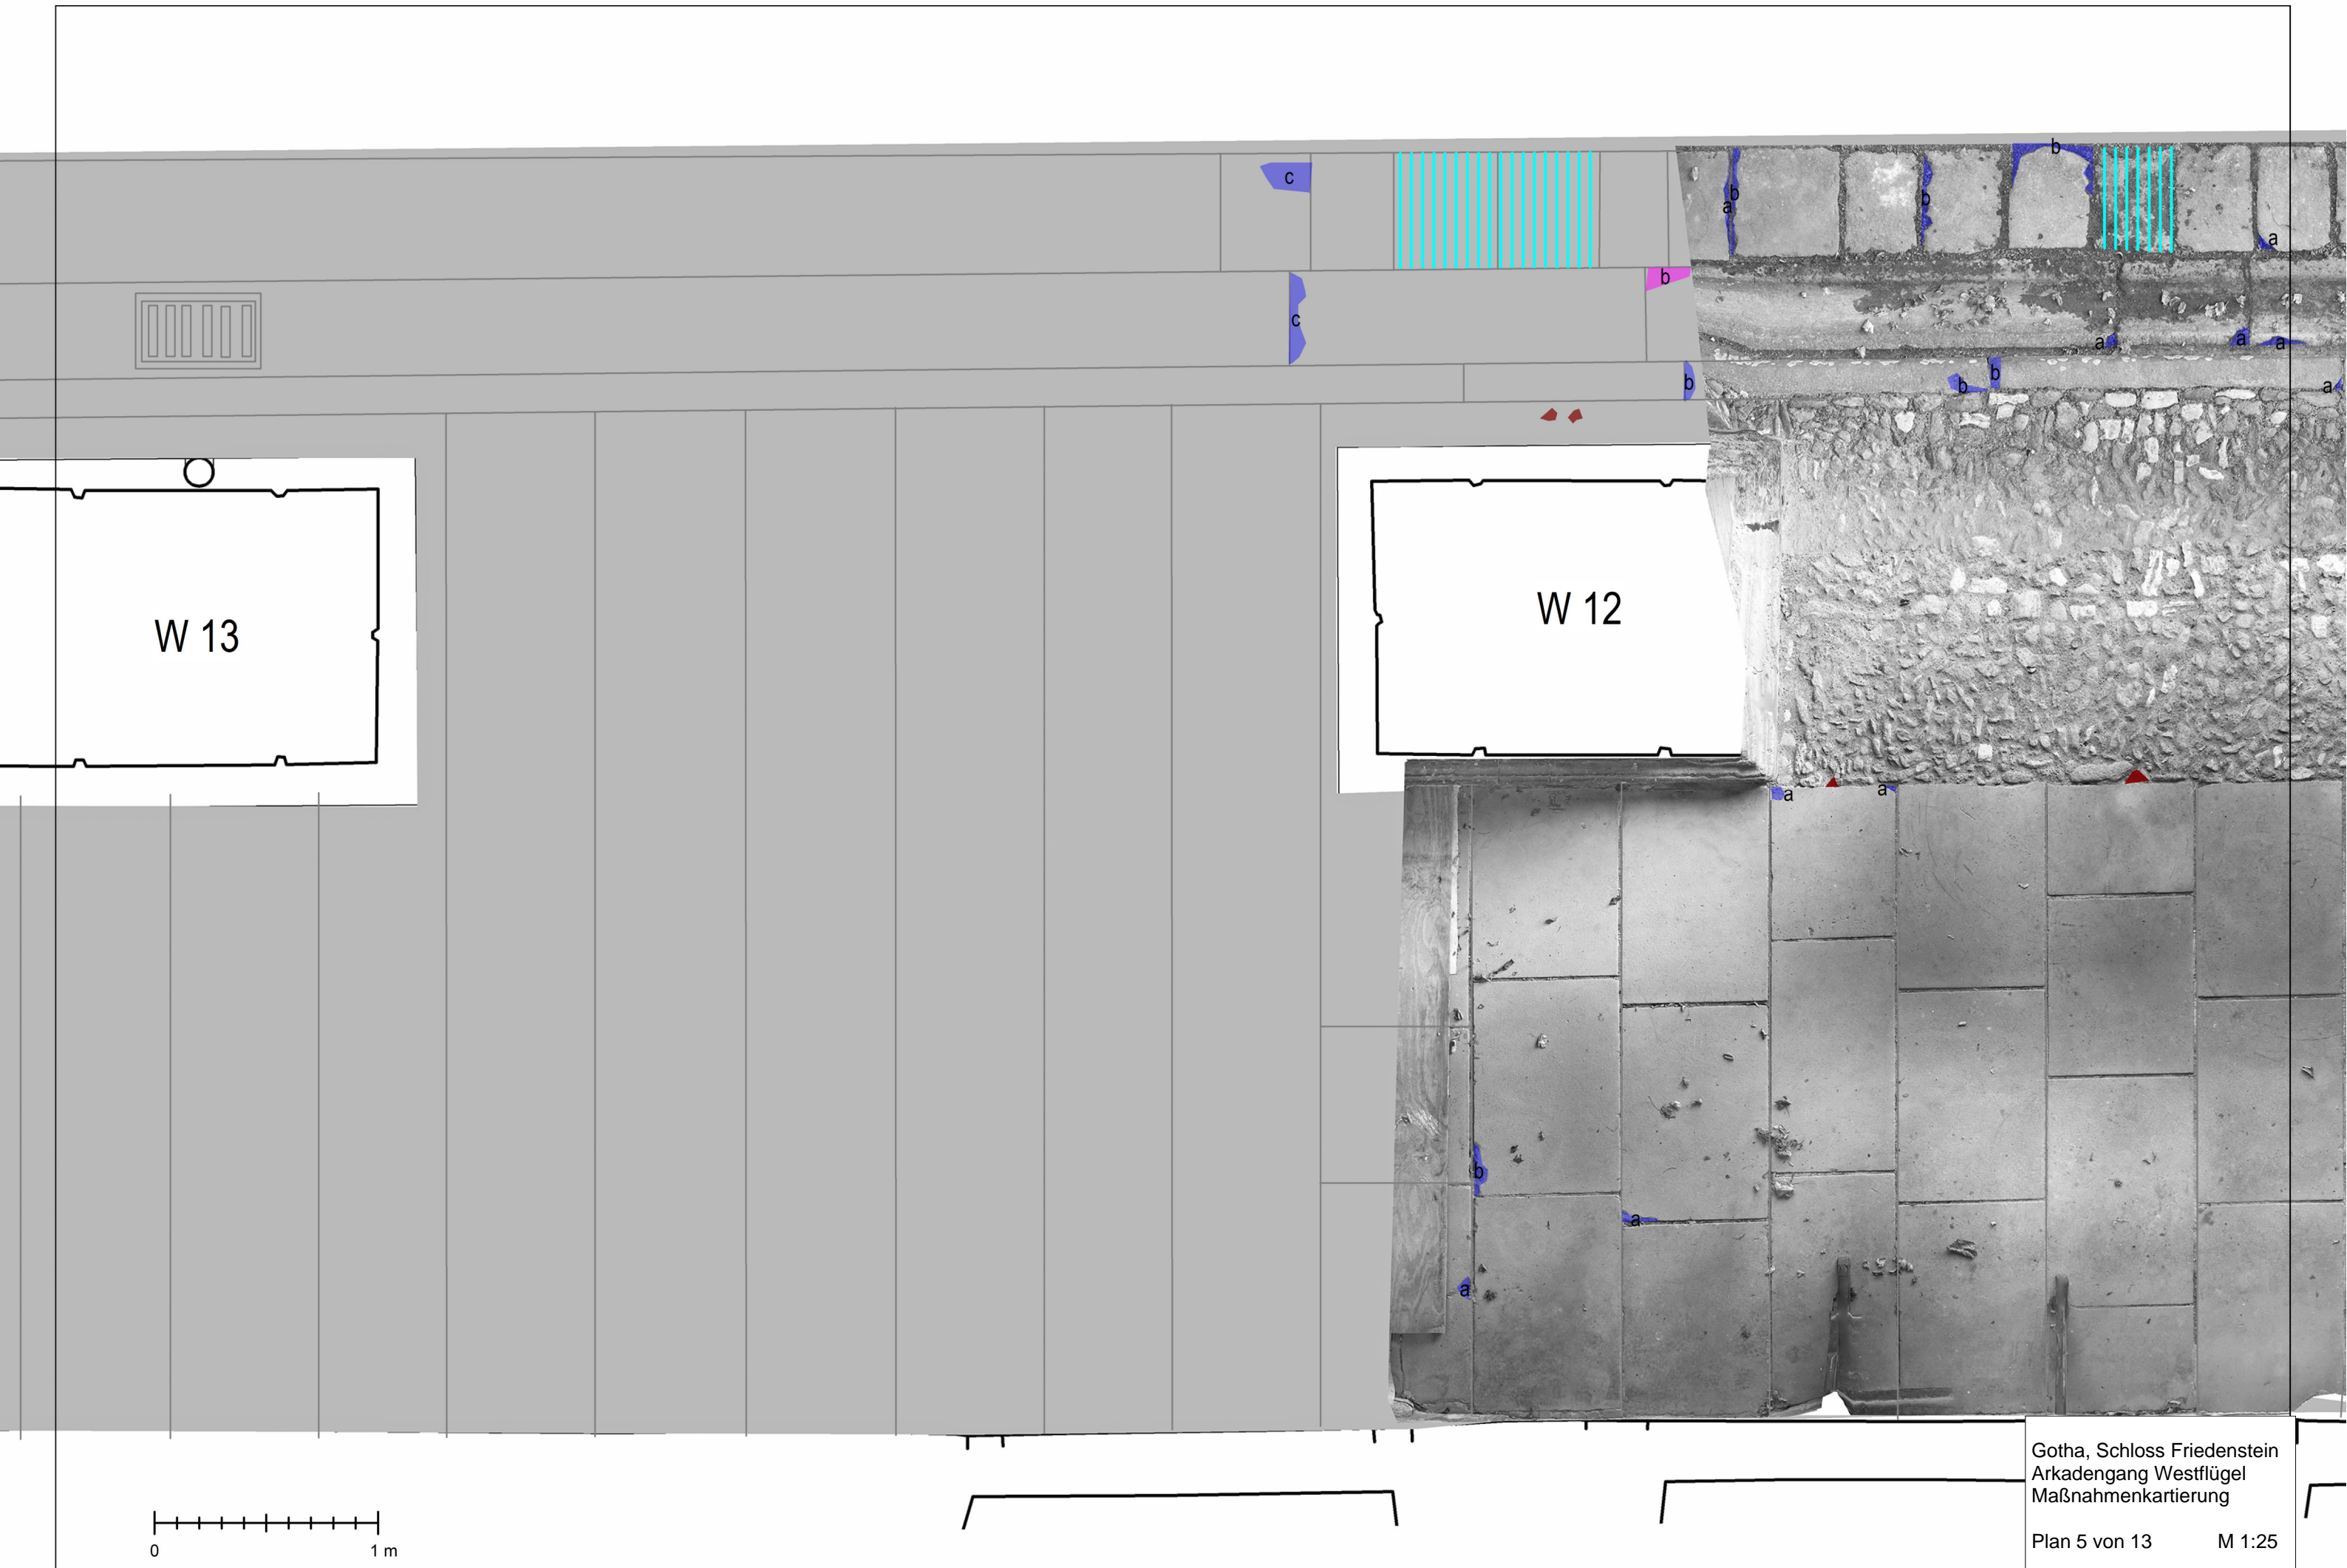 b
b
a
b
c
a
b
c
a
a
a
b
b
b
a
W 12
W 13
a
a
b
a
a
Gotha, Schloss Friedenstein
Arkadengang Westflügel
Maßnahmenkartierung
Plan 5 von 13 M 1:25
0 1 m